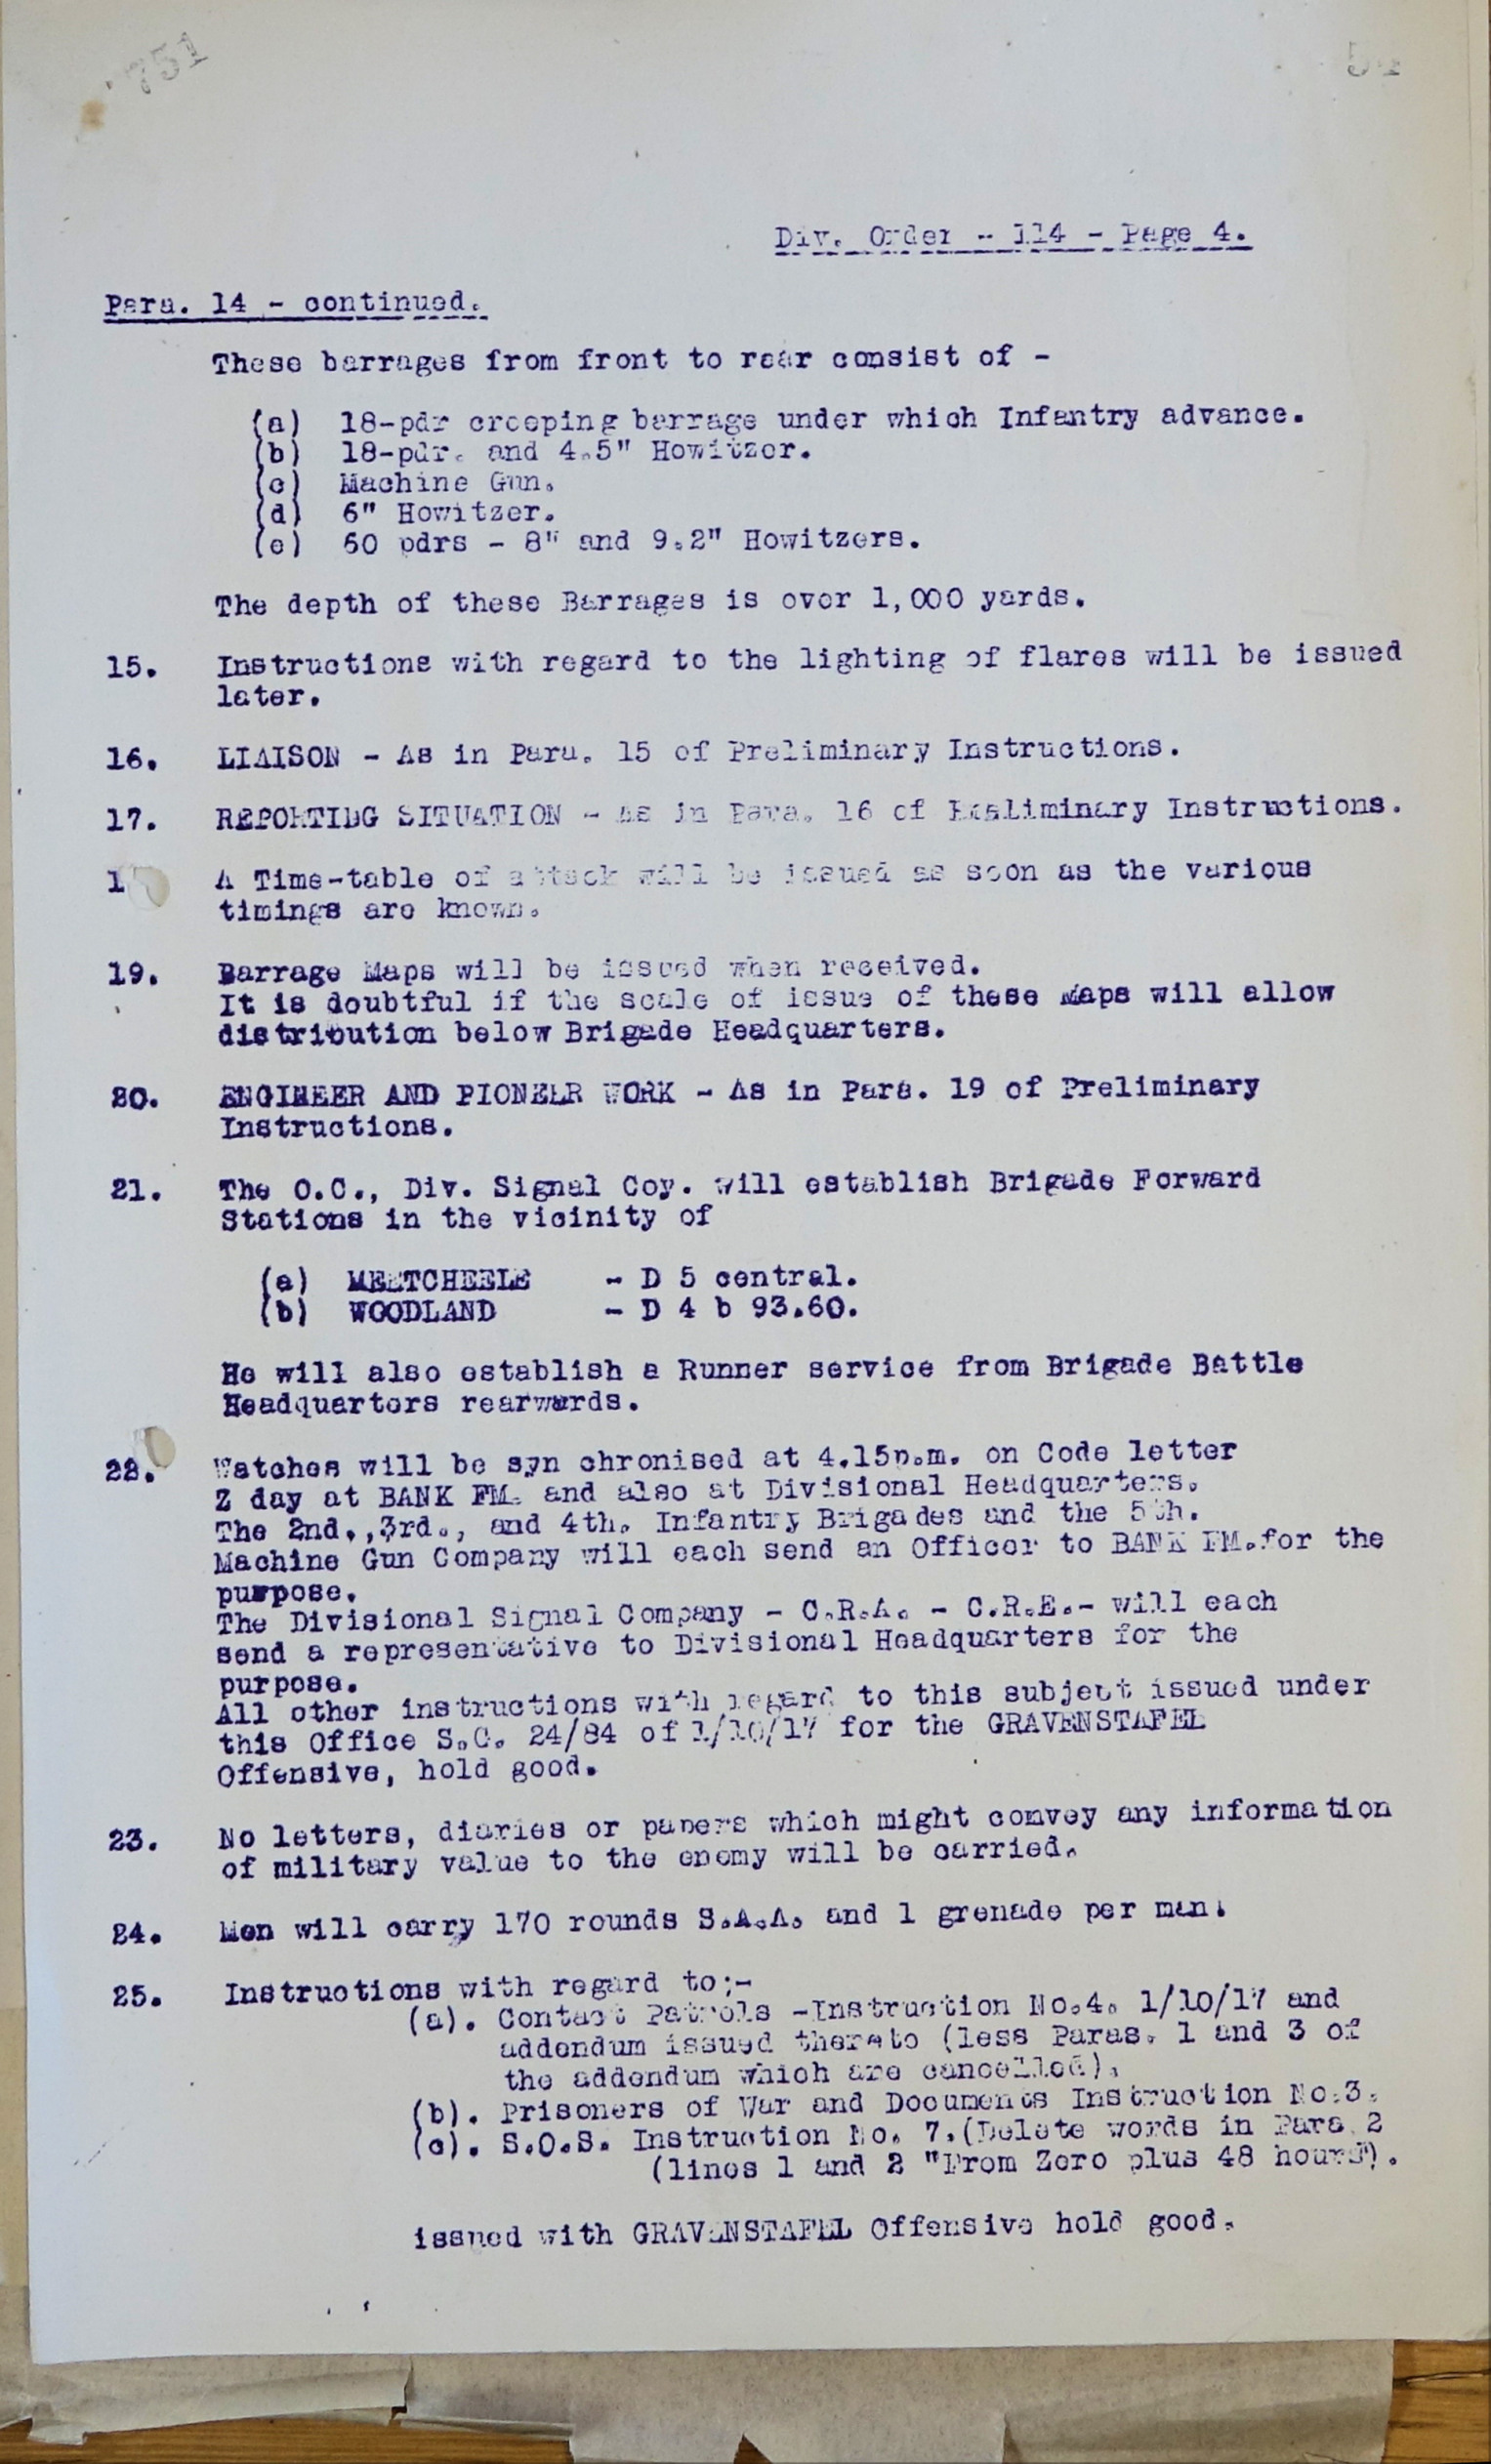 751
Div. Order - 114 - Page 4.
Para. 14 - continued.
These barrages from front to rear consist of -
(a) 18-pdr creeping barrage under which Infantry advance.
(b) 18-pdr. and 4.5" Howitzer.
(c) Machine Gun.
(d) 6" Howitzer.
(e) 60 pdrs - 8" and 9.2" Howitzers.
The depth of these Barrages is over 1,000 yards.
15. Instructions with regard to the lighting of flares will be issued
later.
16. LIAISON - As in Para. 15 of Preliminary Instructions.
17. REPORTING SITUATION - As in Para. 16 of Preliminary Instructions.
1 A Time-table of attack will be issued as soon as the various
timings are known.
19. Barrage Maps will be issued when received.
It is doubtful if the scale of issue of these Maps will allow
distribution below Brigade Headquarters.
20. ENGINEER AND PIONEER WORK - As in Para. 19 of Preliminary
Instructions.
21. The O.C., Div. Signal Coy. will establish Brigade Forward
Stations in the vicinity of
(a) MEETCHEELE - D 5 central.
(b) WOODLAND - D 4 b 93.60.
He will also establish a Runner service from Brigade Battle
Headquarters rearwards.
22. Watches will be syn chronised at 4.15p.m. on Code letter
Z day at BANK FM. and also at Divisional Headquarters.
The 2nd.,3rd., and 4th. Infantry Brigades and the 5th.
Machine Gun Company will each send an Officer to BANK FM.for the
purpose.
The Divisional Signal Company - C.R.A. - C.R.E.- will each
send a representative to Divisional Headquarters for the
purpose.
All other instructions with regard to this subject issued under
this Office S.G. 24/84 of 1/10/17 for the GRAVENSTAFEL
Offensive, hold good.
23. No letters, diaries or papers which might convey any information
of military value to the enemy will be carried.
24. Men will carry 170 rounds S.A.A. and 1 grenade per man.
25. Instructions with regard to:-
(a). Contact Patrols -Instruction No.4. 1/10/17 and
addendum issued thereto (less Paras. 1 and 3 of
the addendum which are cancelled).
(b). Prisoners of War and Documents Instruction No.3.
(c). S.O.S. Instruction No. 7.(Delete words in Para 2
(lines 1 and 2 "From Zero plus 48 hours").
issued with GRAVENSTAFEL Offensive hold good.